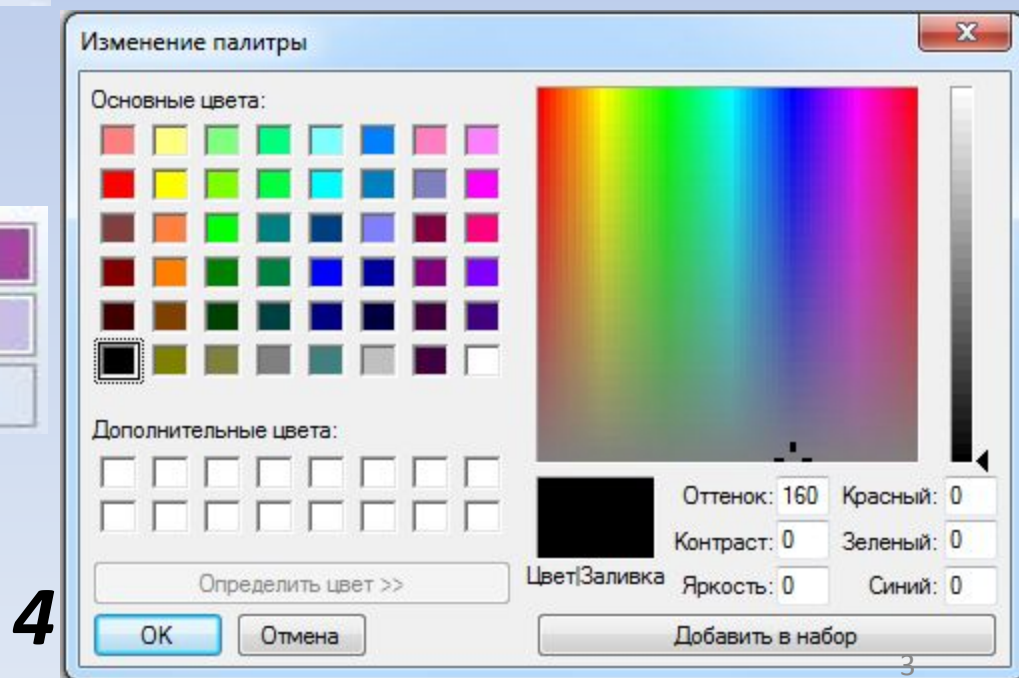 Изменение палитры
Основные цвета:
Дополнительные цвета:
Определить цвет >>
ОК Отмена
Цвет|Заливка
Оттенок: 160 Красный: 0
Контраст: 0 Зеленый: 0
Яркость: 0 Синий: 0
Добавить в набор
4
3